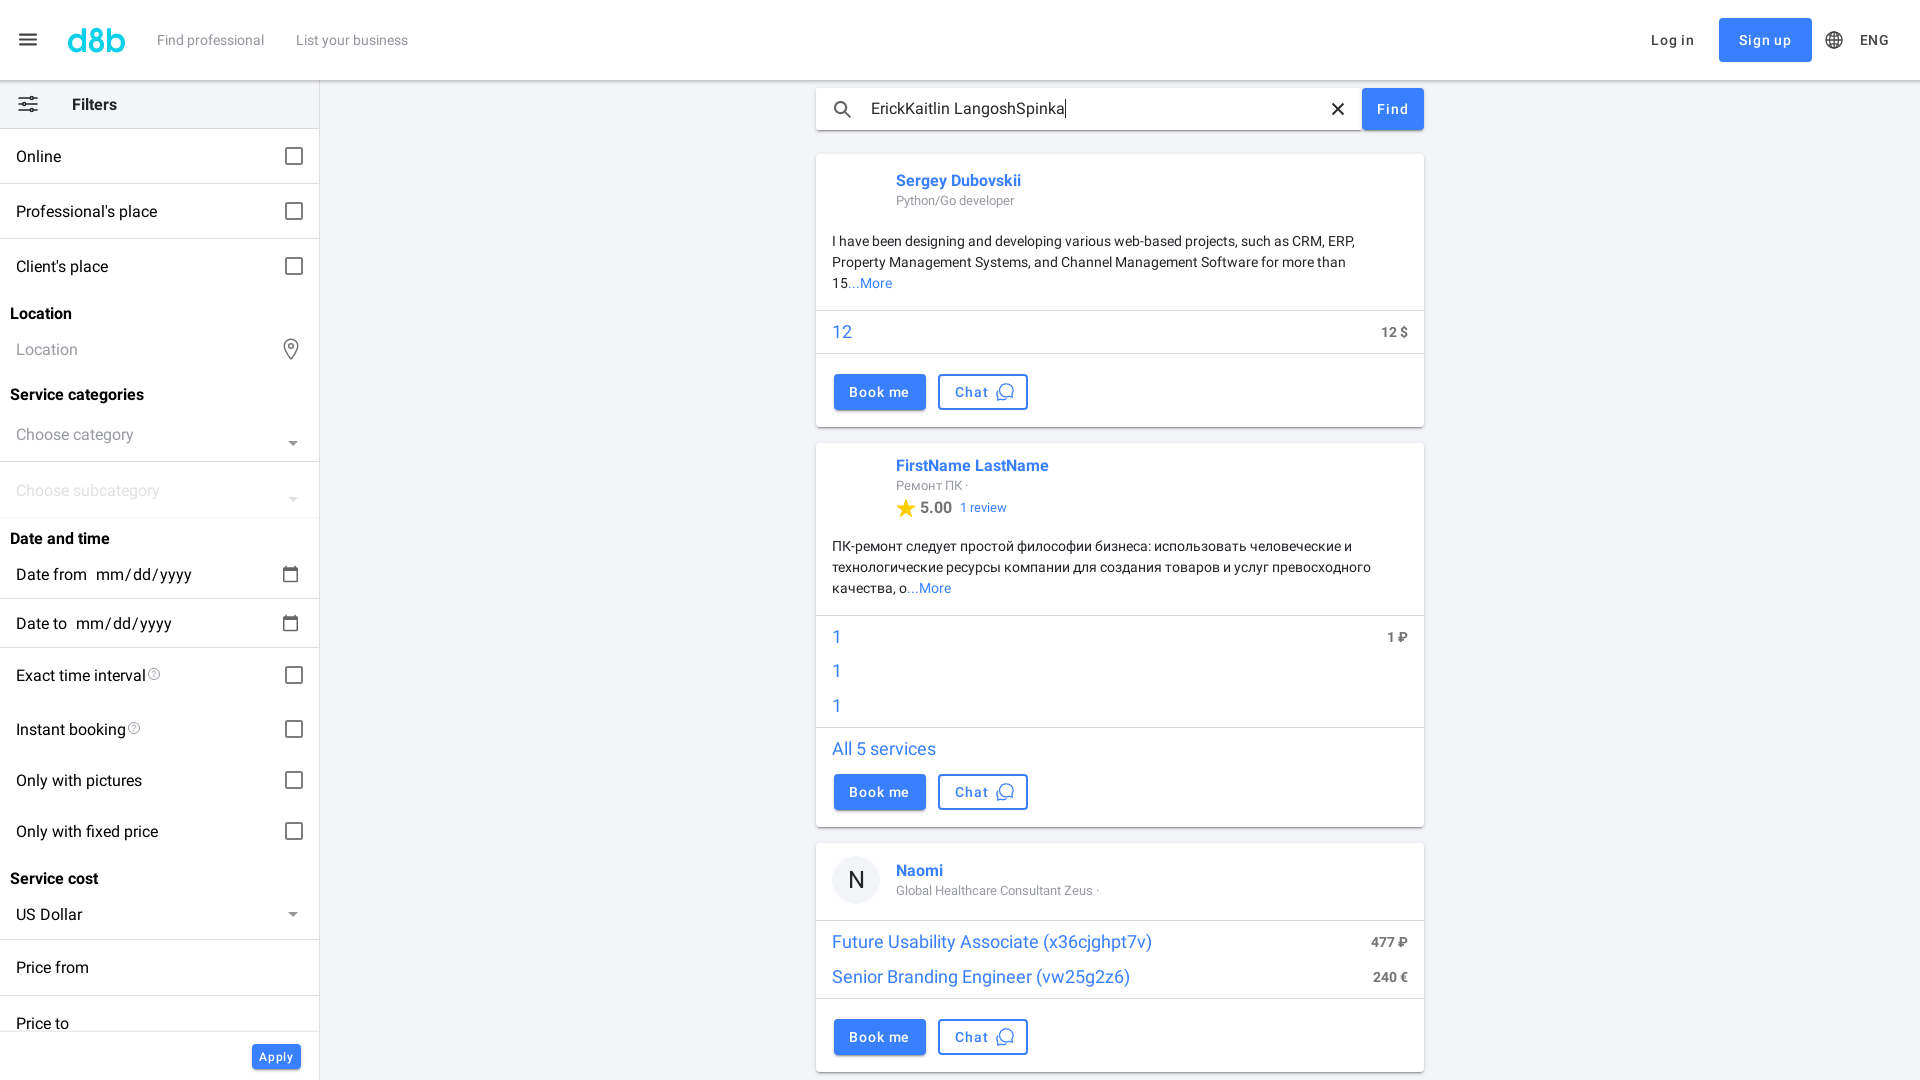 d8b
Find professional
List your business
Log in
Sign up
ENG
Filters
Online
Professional's place
Client's place
Location
Location
Service categories
Choose category
Choose subcategory
Date and time
Date from mm/dd/yyyy
Date to mm/dd/yyyy
Exact time interval
Instant booking
Only with pictures
Only with fixed price
Service cost
US Dollar
Price from
Price to
Apply
ErickKaitlin LangoshSpinka
Find
Sergey Dubovskii
Python/Go developer
I have been designing and developing various web-based projects, such as CRM, ERP,
Property Management Systems, and Channel Management Software for more than
15...More
12 12 $
Book me
Chat
FirstName LastName
Ремонт ПК ·
5.00 1 review
ПК-ремонт следует простой философии бизнеса: использовать человеческие и
технологические ресурсы компании для создания товаров и услуг превосходного
качества, о...More
1 1 ₽
1
1
All 5 services
Book me
Chat
N
Naomi
Global Healthcare Consultant Zeus ·
Future Usability Associate (x36cjghpt7v) 477 ₽
Senior Branding Engineer (vw25g2z6) 240 €
Book me
Chat